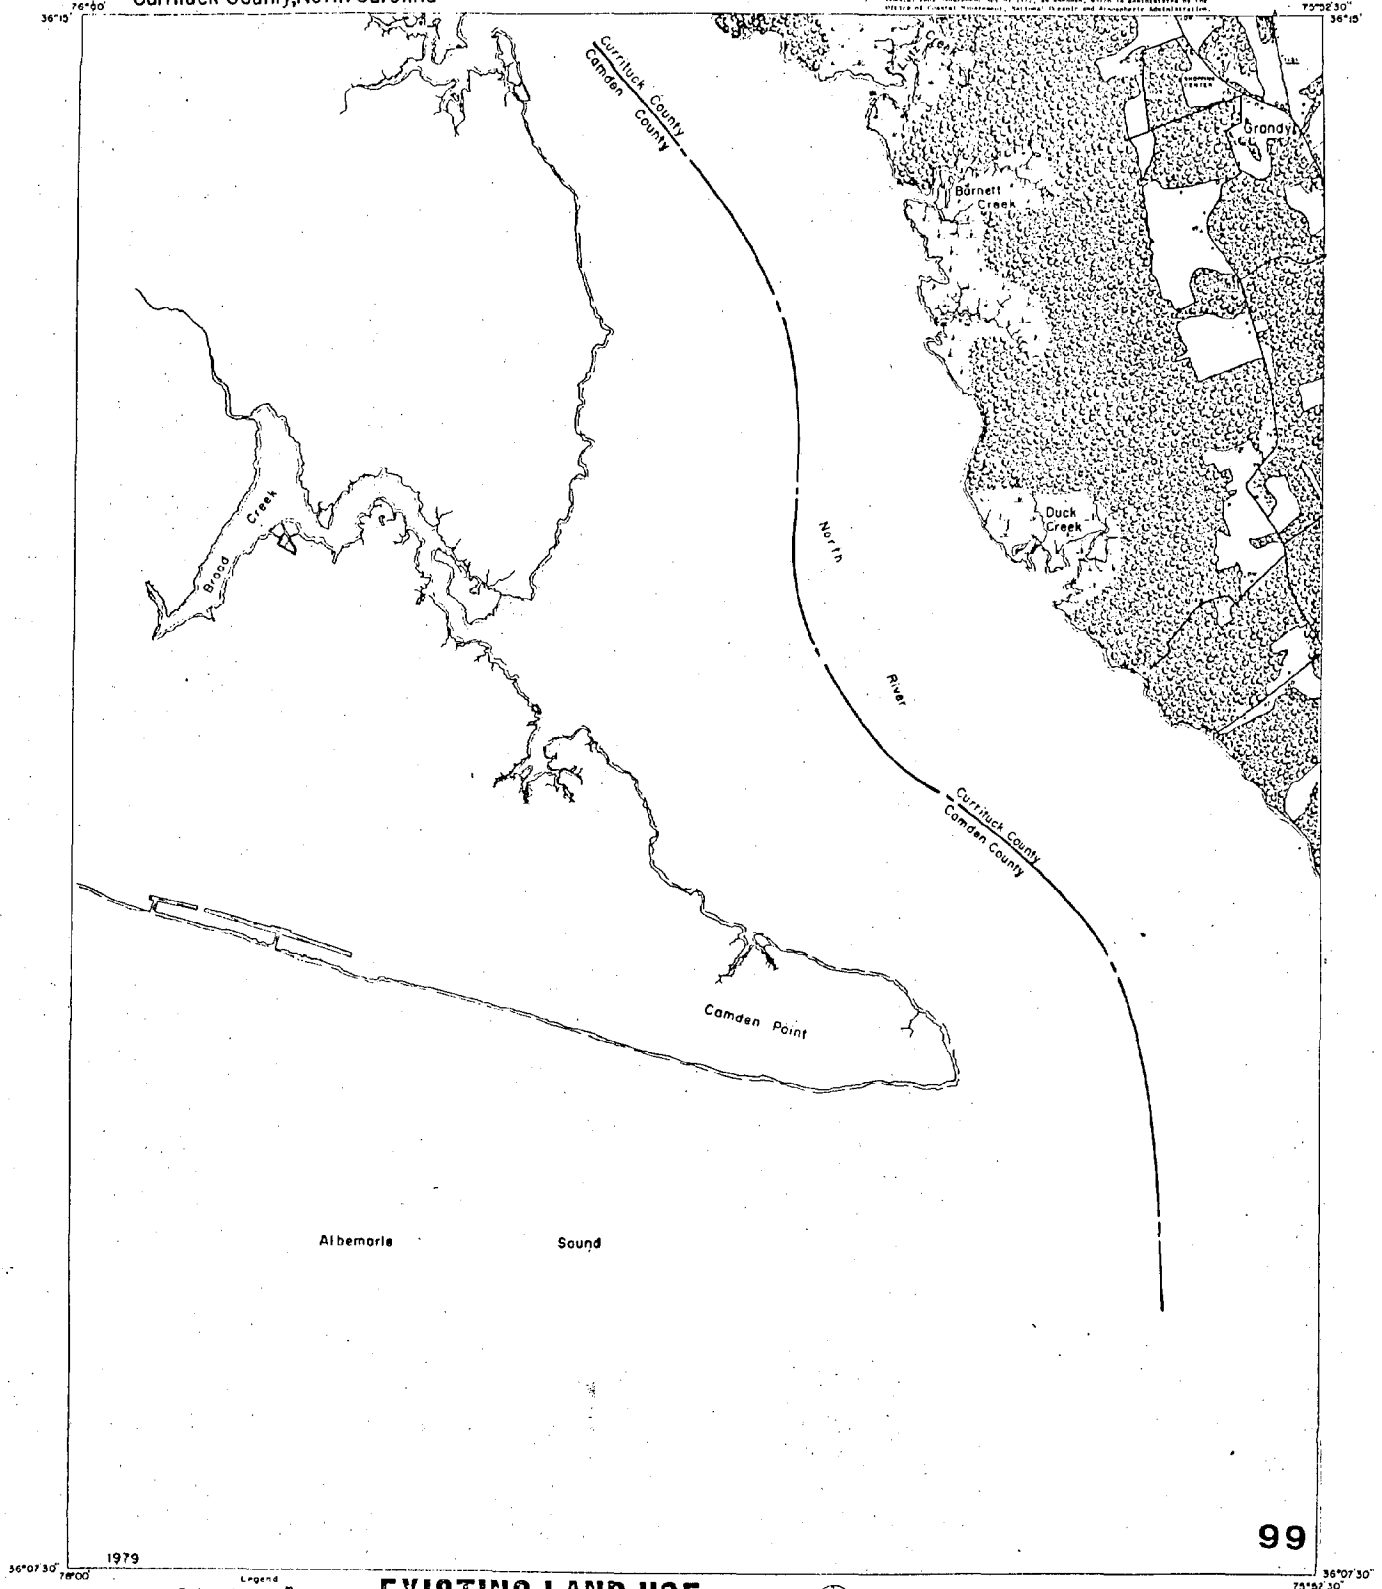 Currituck County, North Carolina
76°00'
75°52'30"
36°15'
36°15'
Currituck County
Camden County
Creek
SHOPPING
CENTER
Grandy
Barnett
Creek
Broad Creek
Duck
Creek
North
River
Currituck County
Camden County
Camden Point
Albemarle Sound
99
1979
36°07'30"
76°00'
36°07'30"
75°52'30"
Legend
EXISTING LAND USE